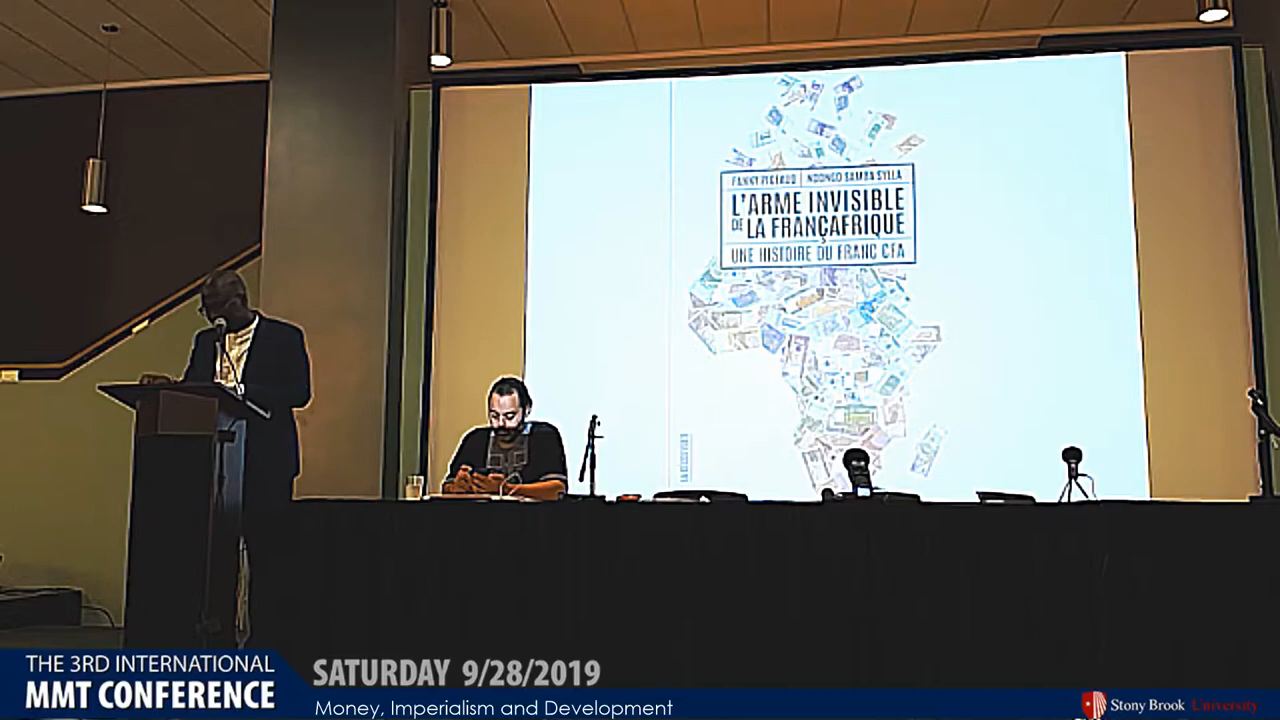 FANNY PIGEAUD | NDONGO SAMBA SYLLA
L'ARME INVISIBLE
DE LA FRANÇAFRIQUE
UNE HISTOIRE DU FRANC CFA
THE 3RD INTERNATIONAL
MMT CONFERENCE
SATURDAY 9/28/2019
Money, Imperialism and Development
Stony Brook University